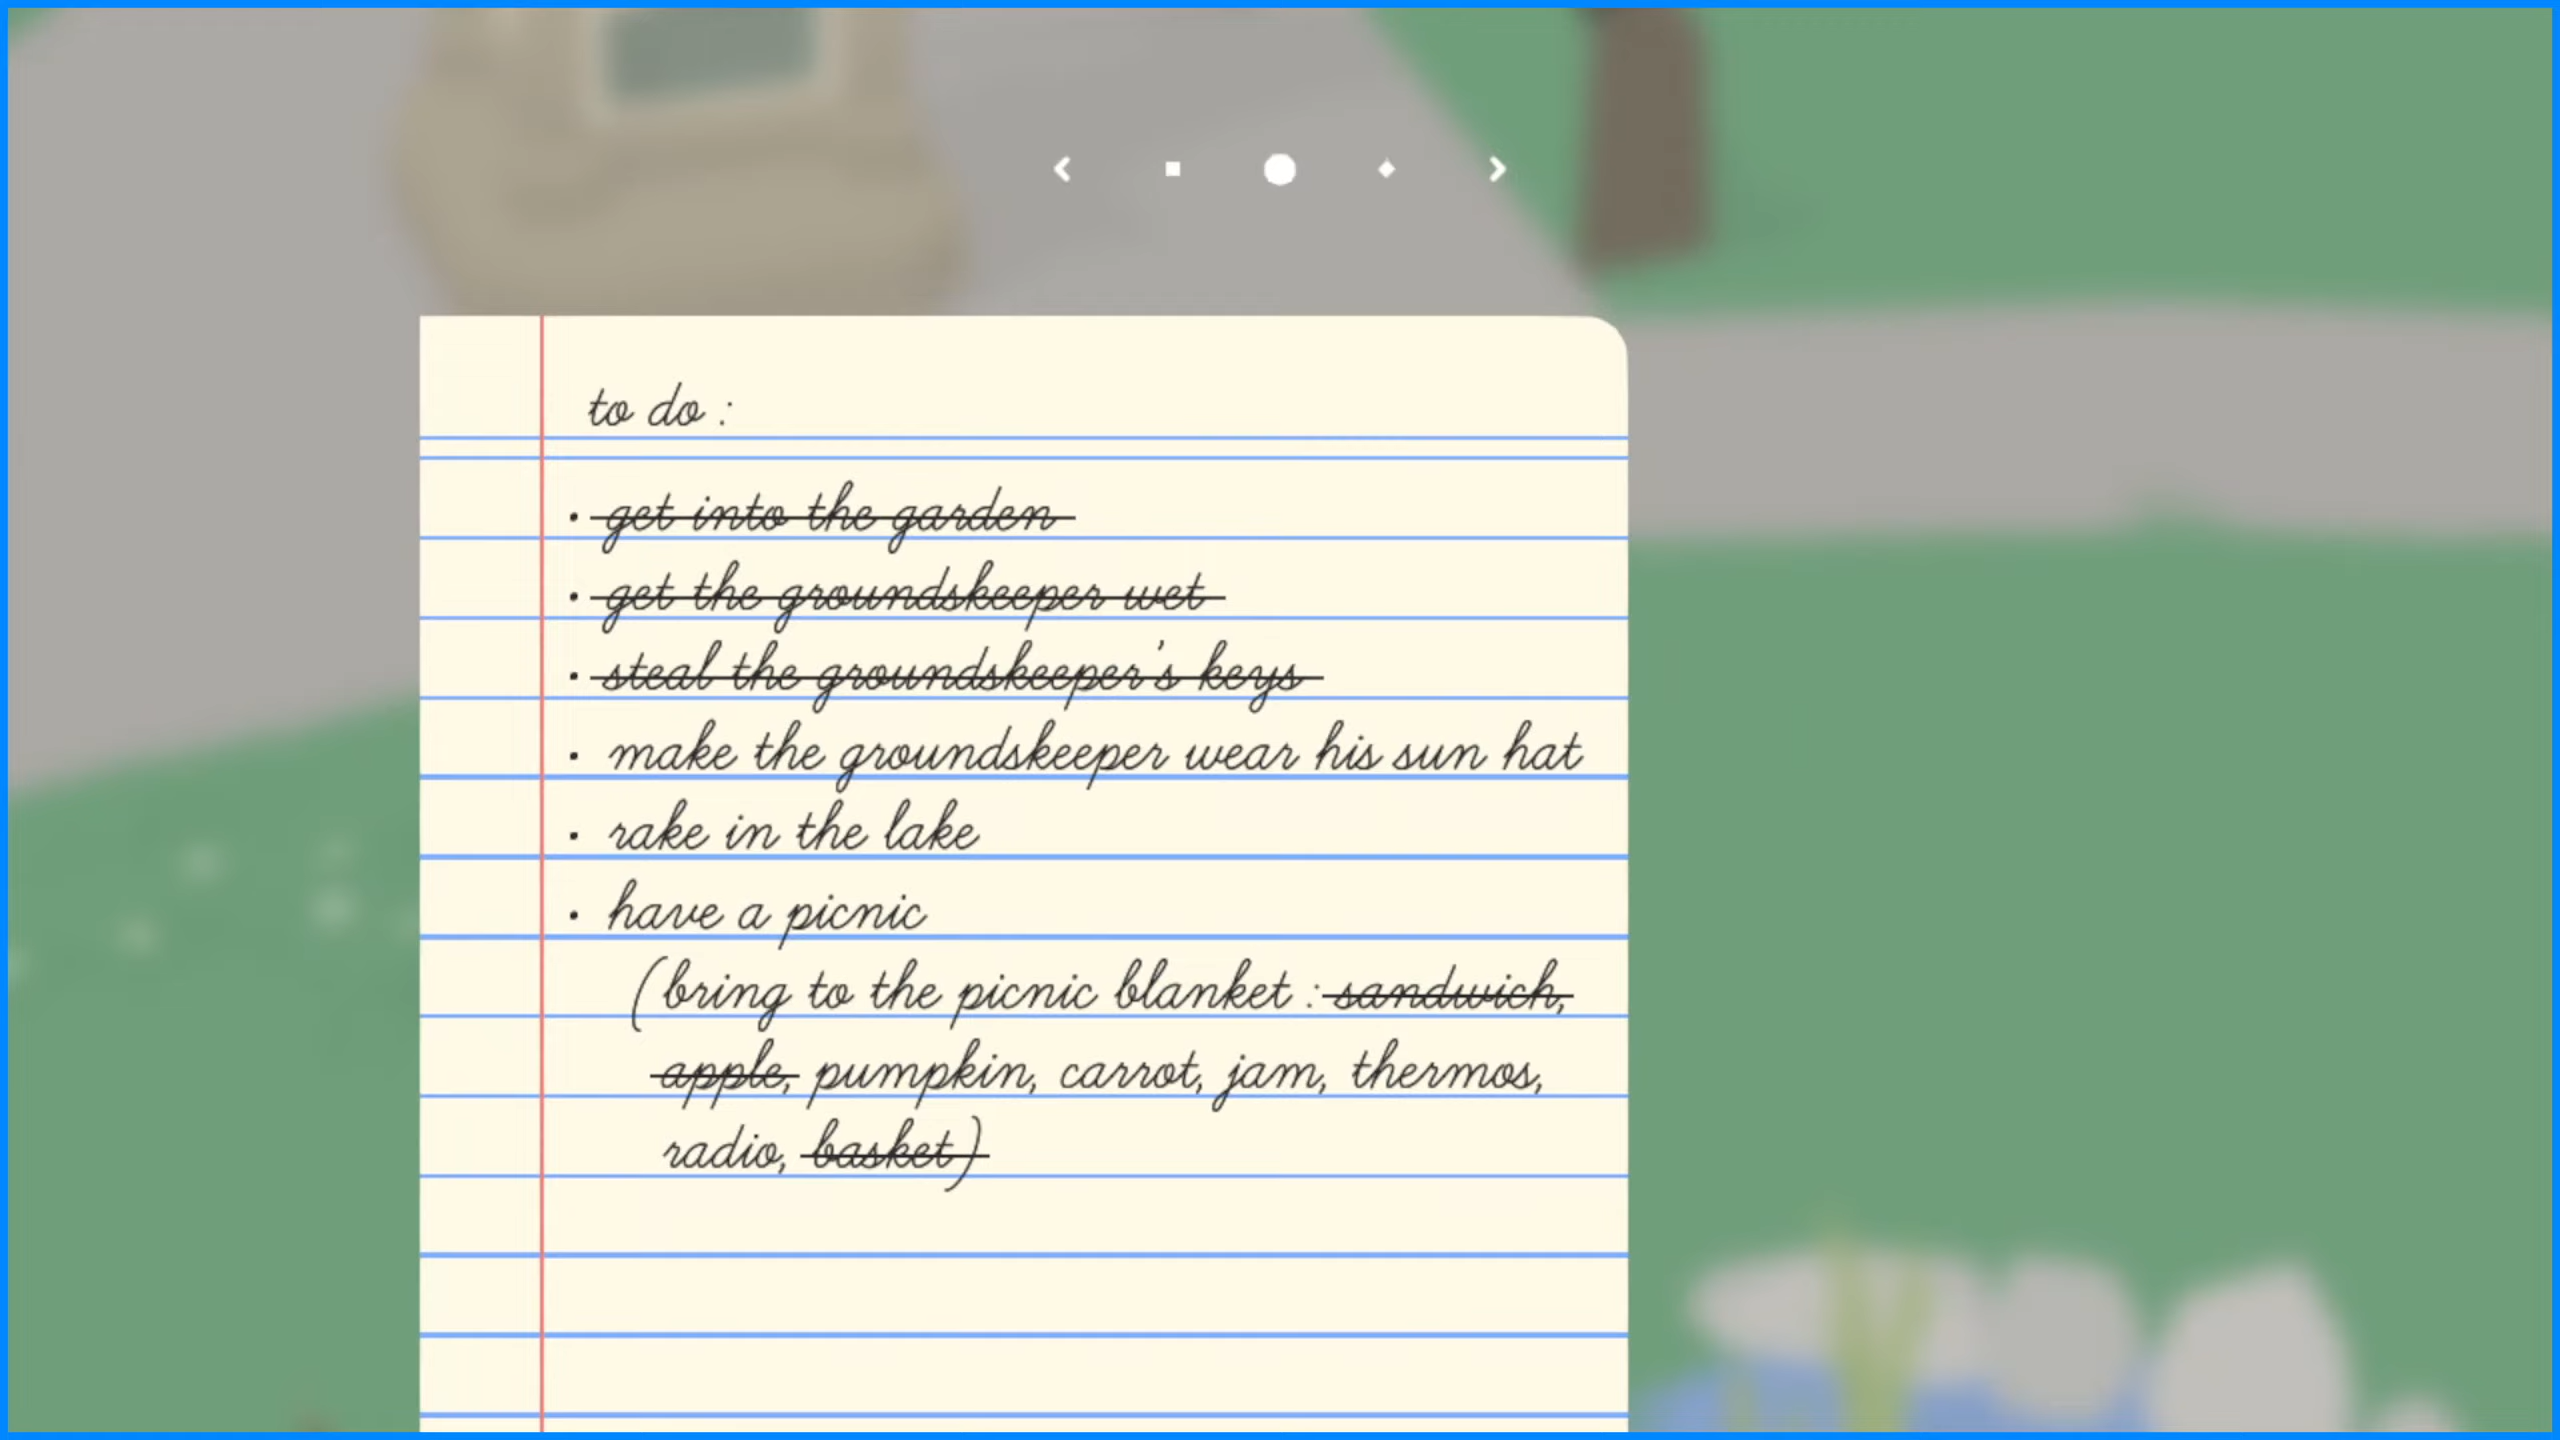 to do :
• get into the garden
• get the groundskeeper wet
• steal the groundskeeper's keys
• make the groundskeeper wear his sun hat
• rake in the lake
• have a picnic
(bring to the picnic blanket : sandwich,
apple, pumpkin, carrot, jam, thermos,
radio, basket)